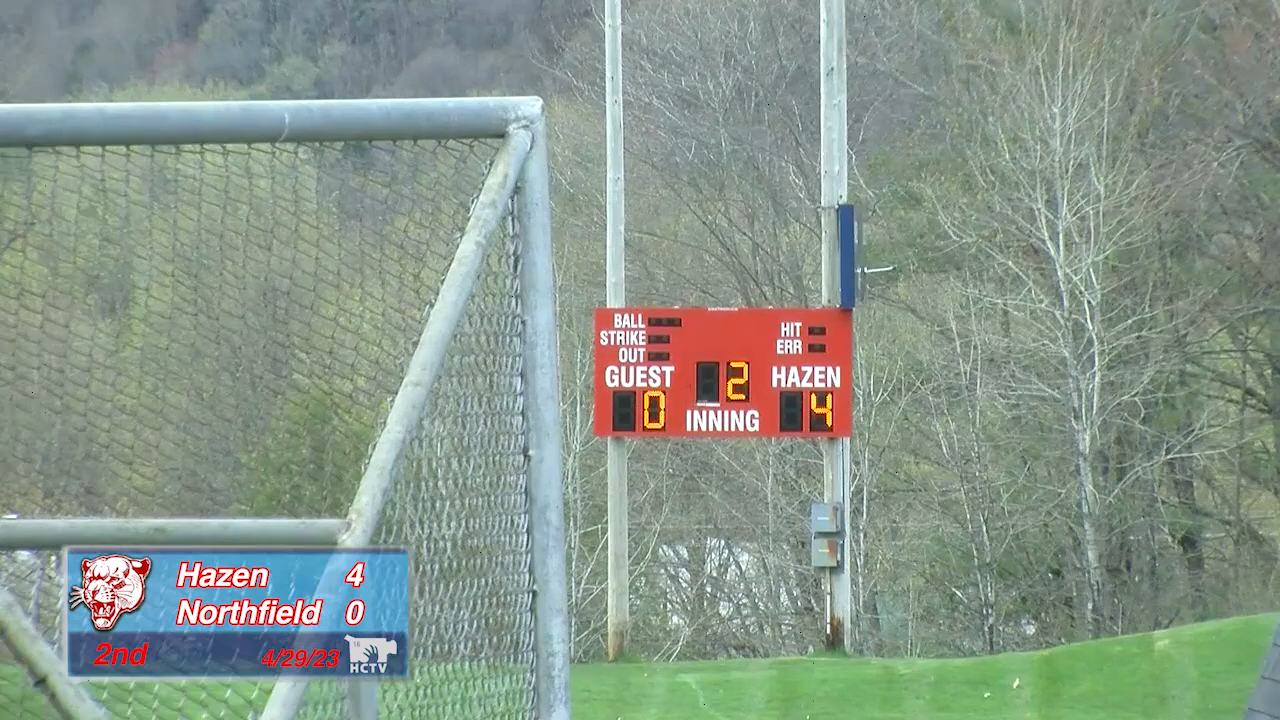 BALL
STRIKE
OUT
HIT
ERR
GUEST 2 HAZEN
0 INNING 4
Hazen 4
Northfield 0
2nd 4/29/23
16
HCTV